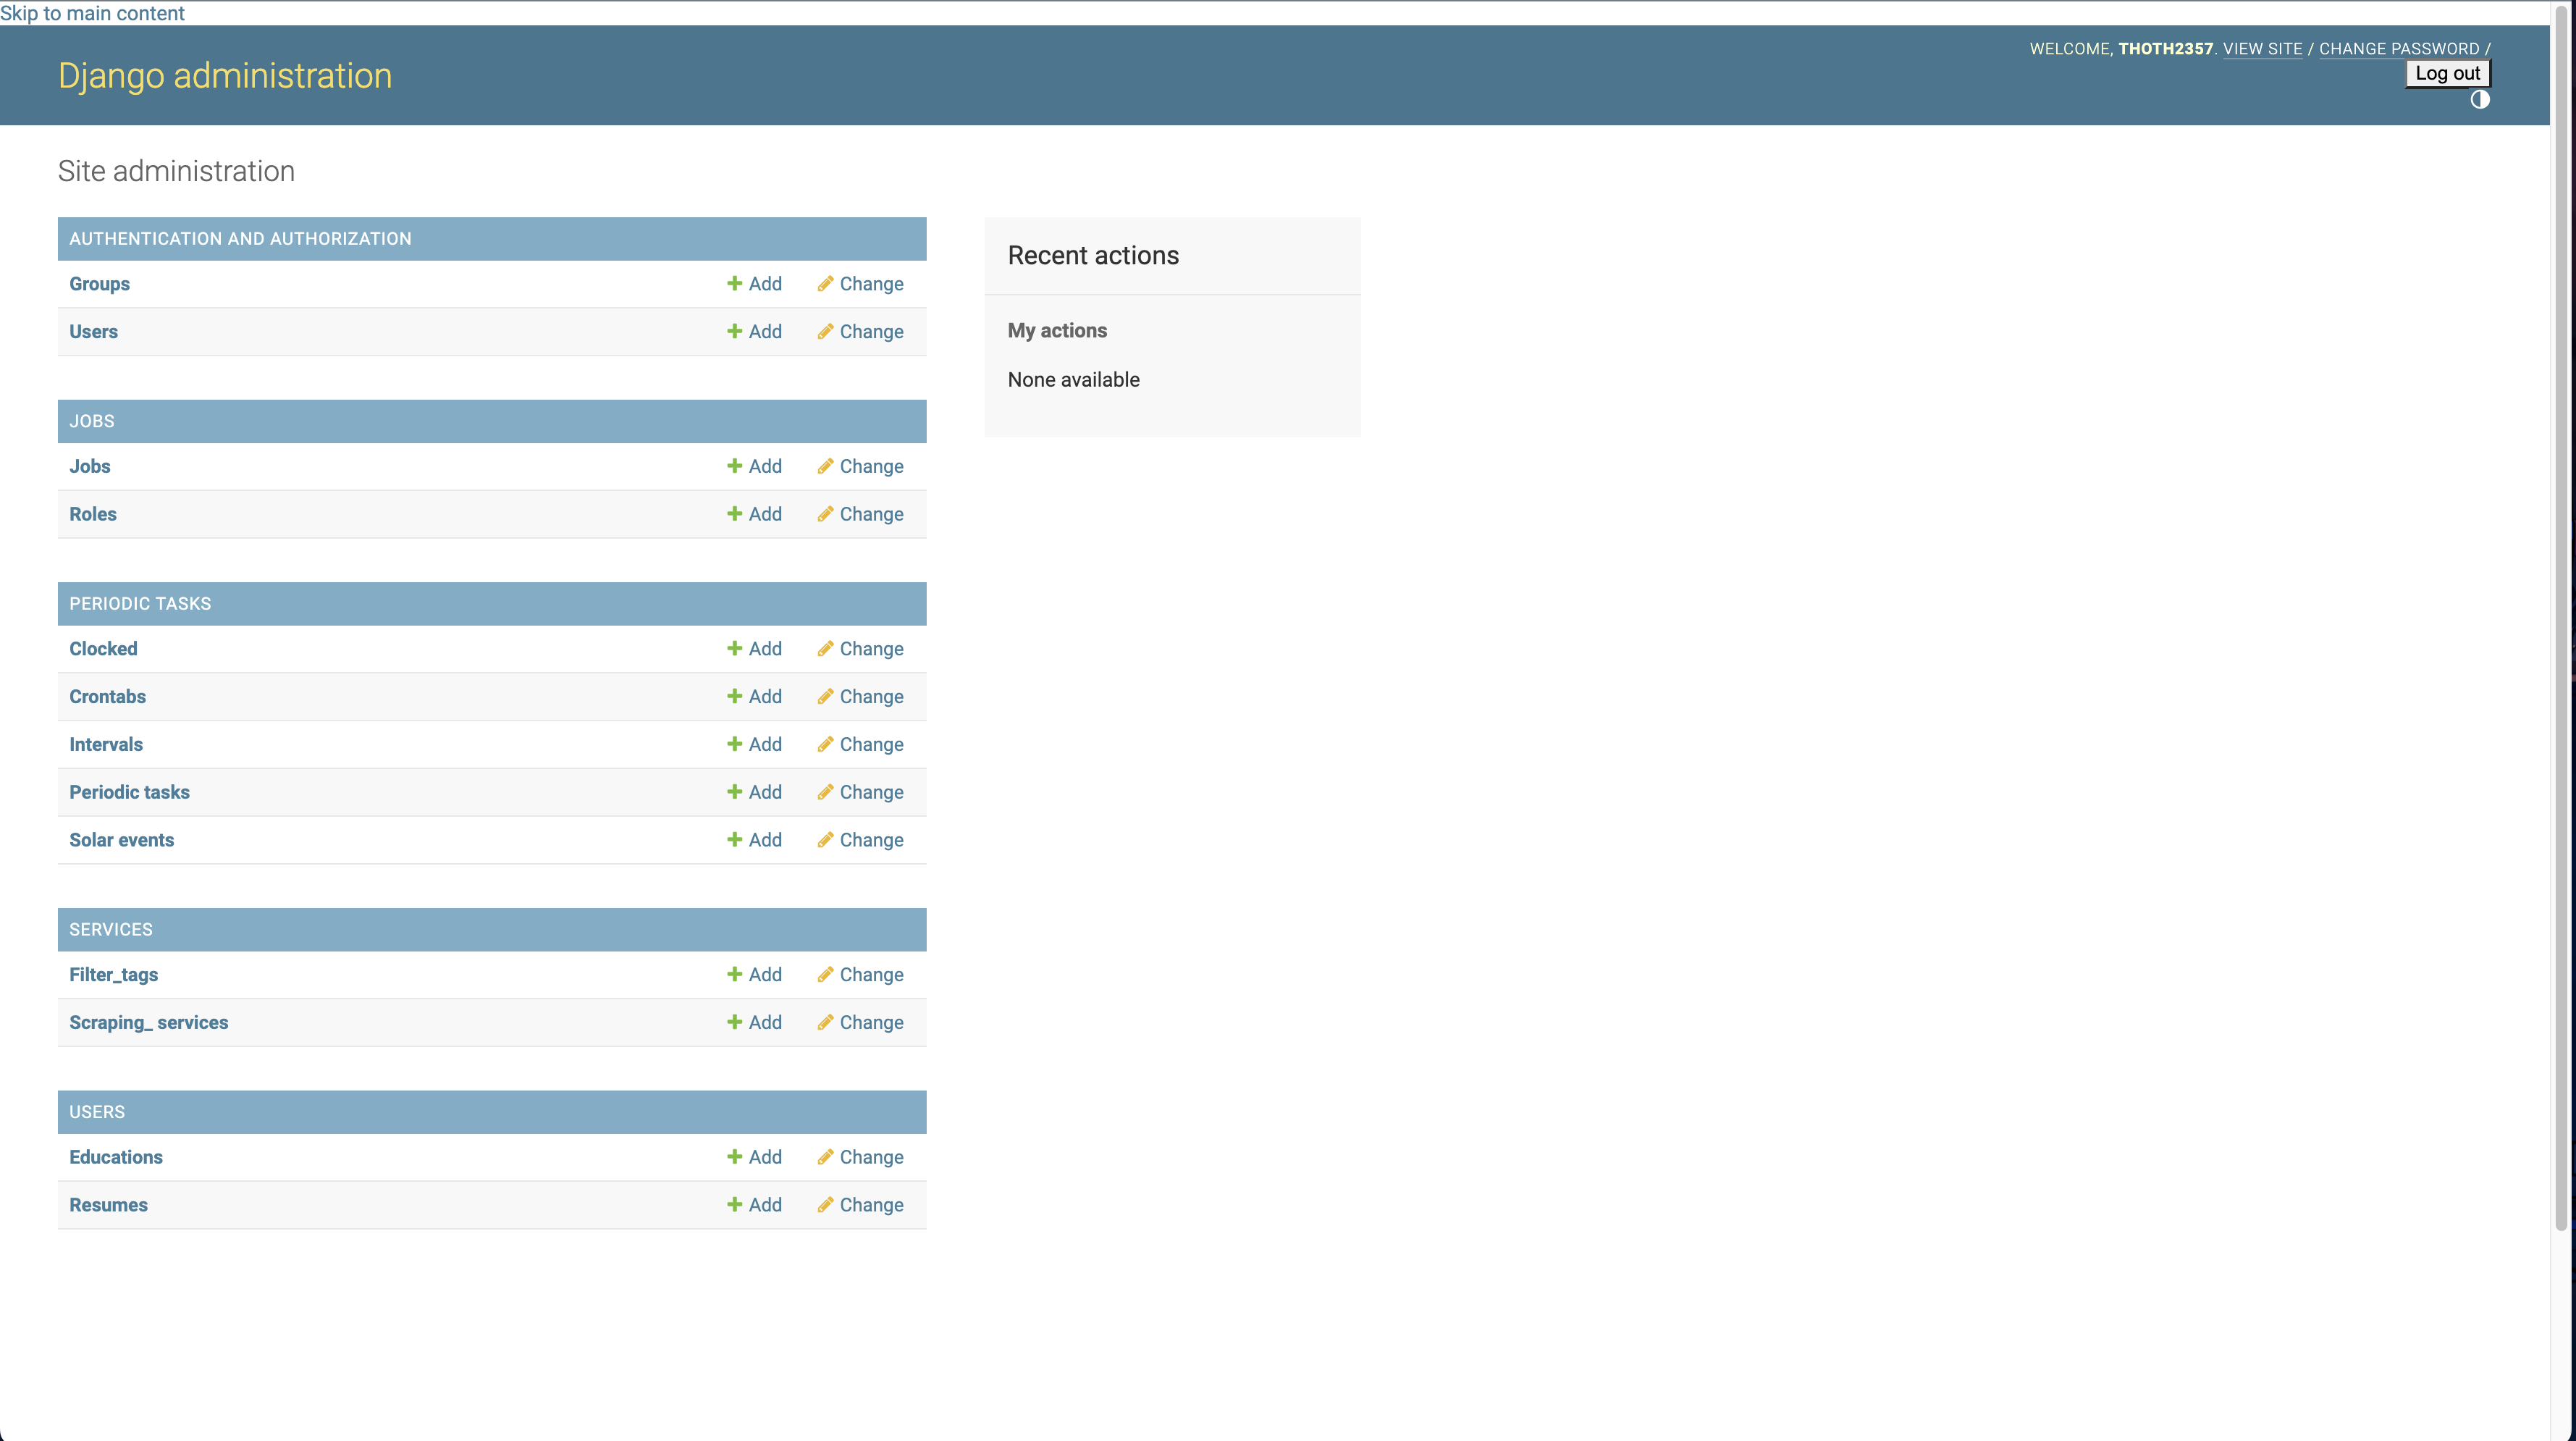 Skip to main content
Django administration
WELCOME, THOTH2357. VIEW SITE / CHANGE PASSWORD /
Log out
Site administration
AUTHENTICATION AND AUTHORIZATION
Groups Add Change
Users Add Change
JOBS
Jobs Add Change
Roles Add Change
PERIODIC TASKS
Clocked Add Change
Crontabs Add Change
Intervals Add Change
Periodic tasks Add Change
Solar events Add Change
SERVICES
Filter_tags Add Change
Scraping_ services Add Change
USERS
Educations Add Change
Resumes Add Change
Recent actions
My actions
None available